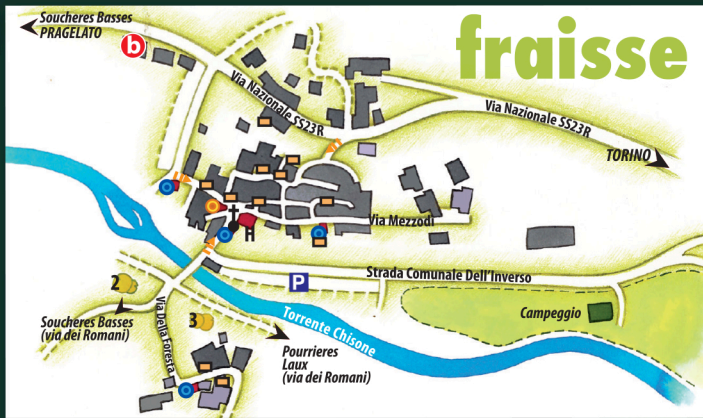 Soucheres Basses
PRAGELATO
fraisse
b
Via Nazionale SS23R
Via Nazionale SS23R
TORINO
Via Mezzodì
Strada Comunale Dell'Inverso
P
2
Campeggio
Soucheres Basses
(via dei Romani)
Via Della Foresta
3
Torrente Chisone
Pourrieres
Laux
(via dei Romani)